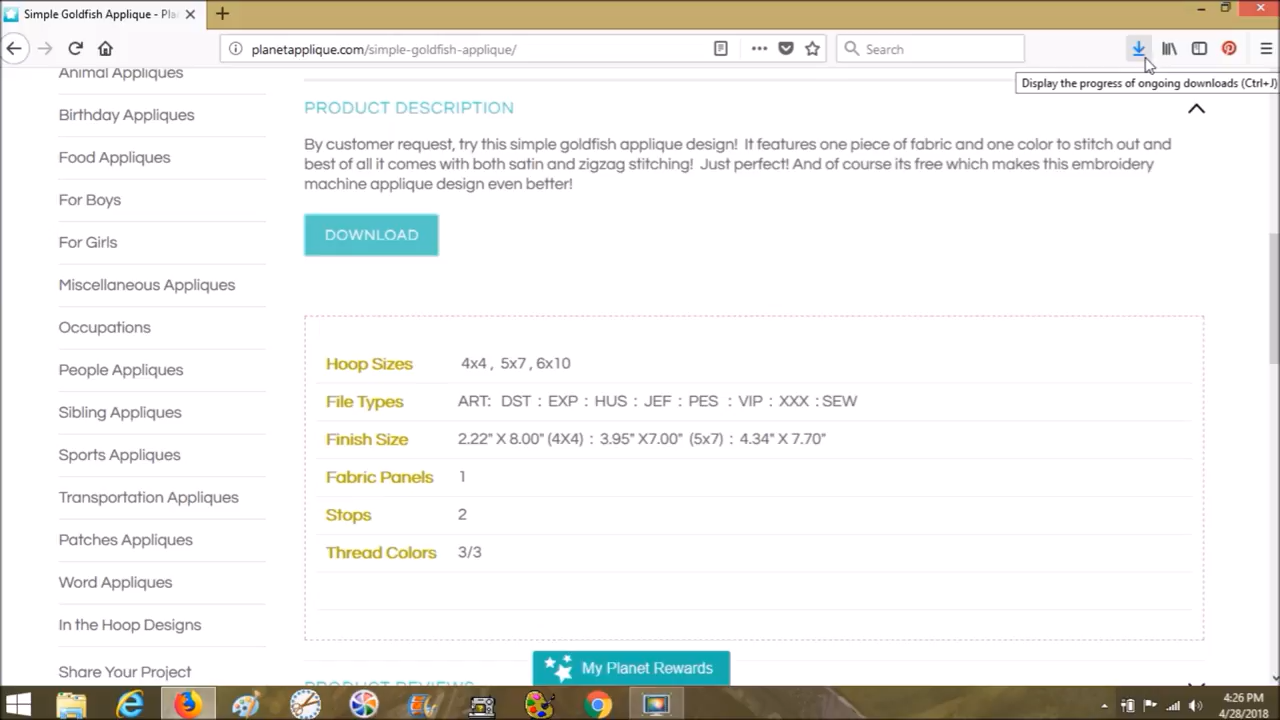 Simple Goldfish Applique - Pla
planetapplique.com/simple-goldfish-applique/
Search
Display the progress of ongoing downloads (Ctrl+J)
Animal Appliques
Birthday Appliques
Food Appliques
For Boys
For Girls
Miscellaneous Appliques
Occupations
People Appliques
Sibling Appliques
Sports Appliques
Transportation Appliques
Patches Appliques
Word Appliques
In the Hoop Designs
Share Your Project
PRODUCT DESCRIPTION
By customer request, try this simple goldfish applique design! It features one piece of fabric and one color to stitch out and
best of all it comes with both satin and zigzag stitching! Just perfect! And of course its free which makes this embroidery
machine applique design even better!
DOWNLOAD
Hoop Sizes 4x4 , 5x7 , 6x10
File Types ART: DST : EXP : HUS : JEF : PES : VIP : XXX : SEW
Finish Size 2.22" X 8.00" (4X4) : 3.95" X7.00" (5x7) : 4.34" X 7.70"
Fabric Panels 1
Stops 2
Thread Colors 3/3
My Planet Rewards
PRODUCT REVIEWS
4:26 PM
4/28/2018